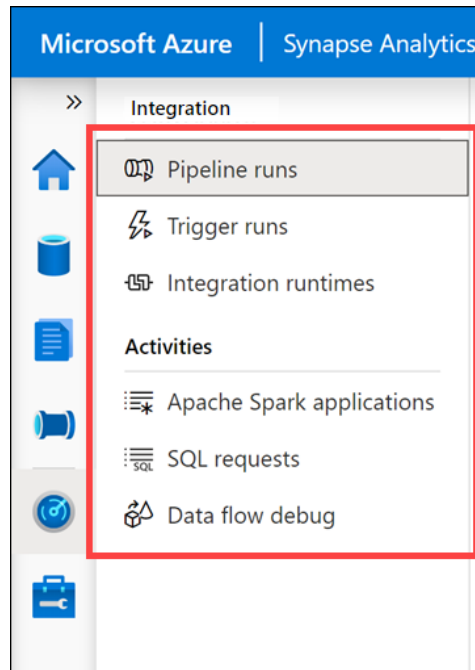 Microsoft Azure | Synapse Analytics
»
Integration
Pipeline runs
Trigger runs
Integration runtimes
Activities
Apache Spark applications
SQL SQL requests
Data flow debug